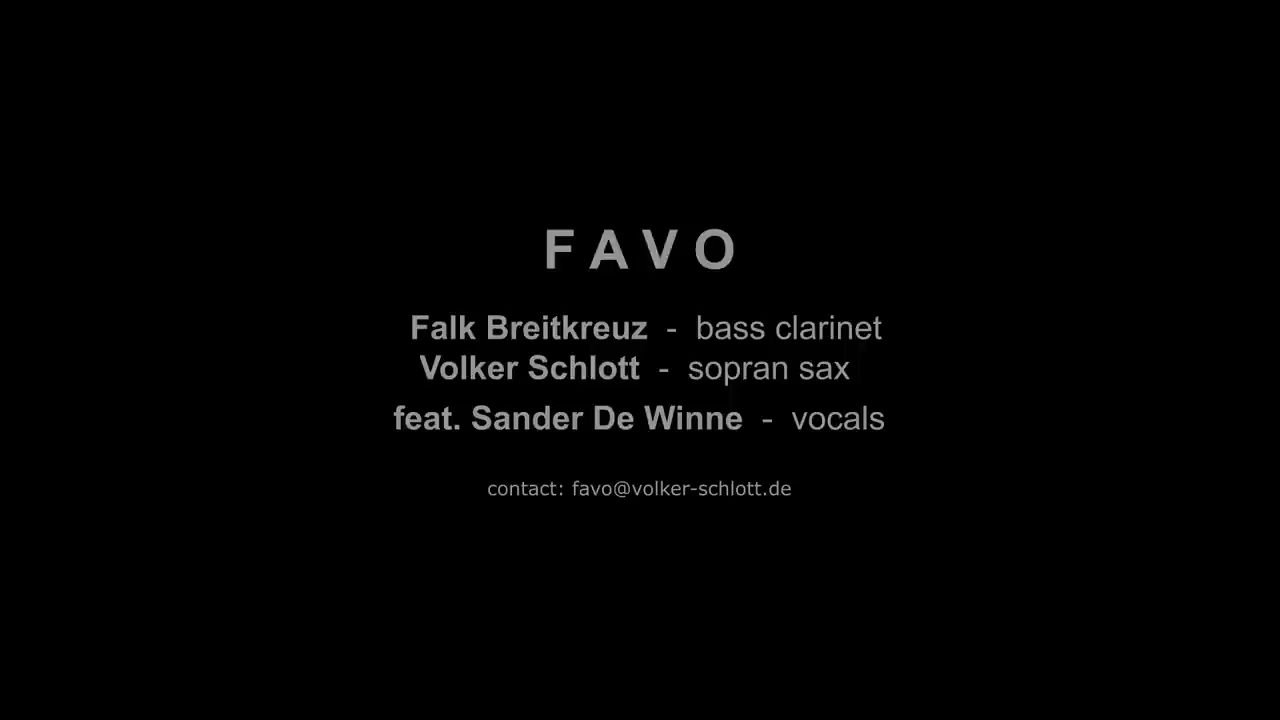 F A V O
Falk Breitkreuz - bass clarinet
Volker Schlott - sopran sax
feat. Sander De Winne - vocals
contact: favo@volker-schlott.de